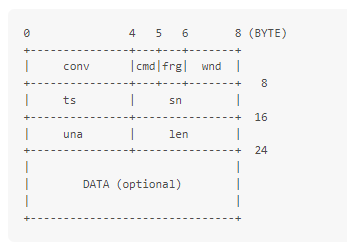 0               4   5   6       8 (BYTE)
+---------------+---+---+-------+
|     conv      |cmd|frg|  wnd  |
+---------------+---+---+-------+   8
|     ts        |     sn        |
+---------------+---------------+  16
|     una       |     len       |
+---------------+---------------+  24
|                               |
|        DATA (optional)        |
|                               |
+-------------------------------+